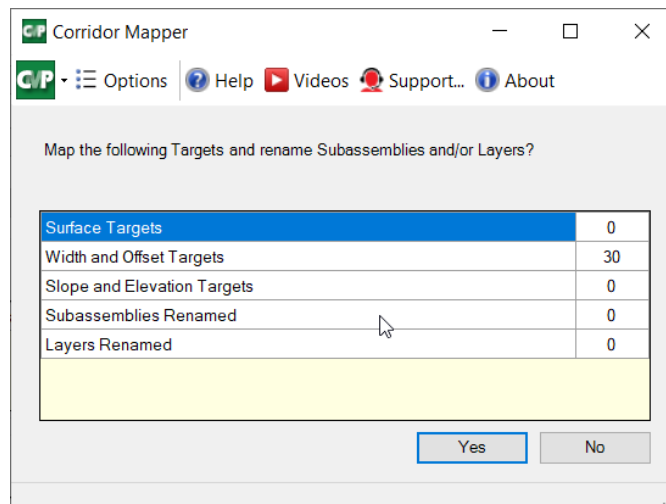 CVP Corridor Mapper
CVP Options Help Videos Support... About
Map the following Targets and rename Subassemblies and/or Layers?
Surface Targets 0
Width and Offset Targets 30
Slope and Elevation Targets 0
Subassemblies Renamed 0
Layers Renamed 0
Yes No